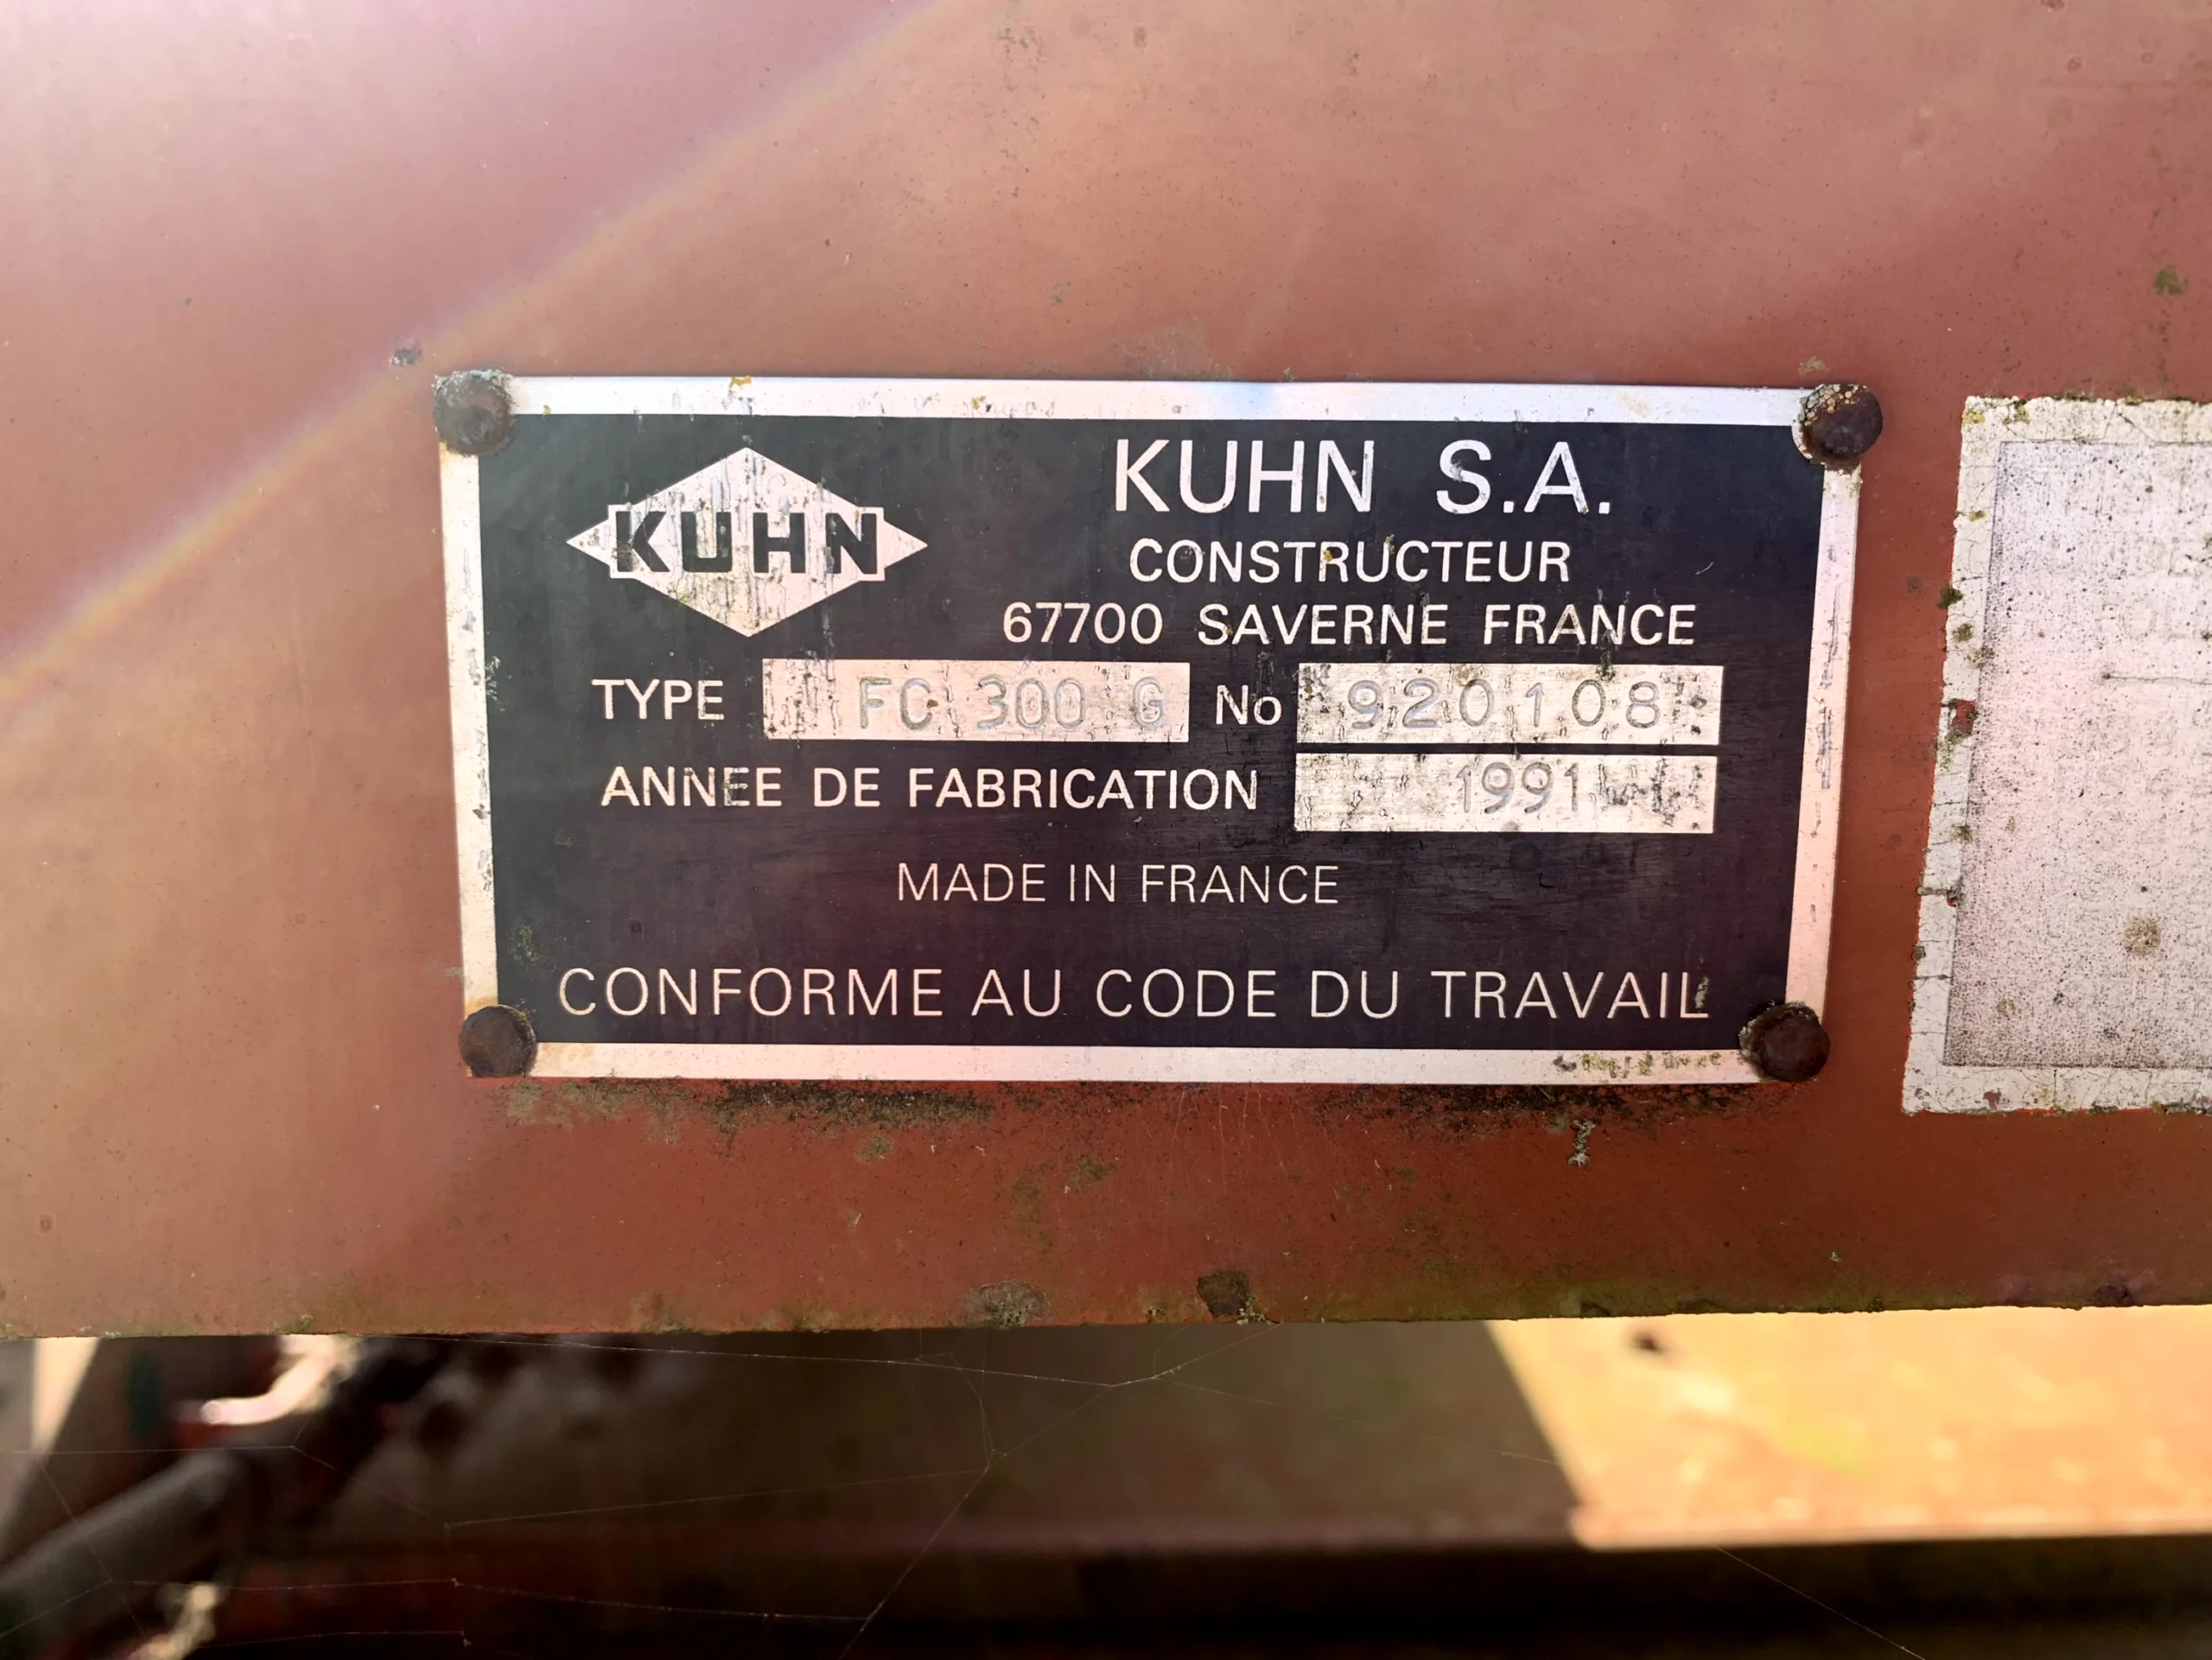 KUHN
KUHN S.A.
CONSTRUCTEUR
67700 SAVERNE FRANCE
TYPE FC 300 G No 920108
ANNEE DE FABRICATION 1991
MADE IN FRANCE
CONFORME AU CODE DU TRAVAIL